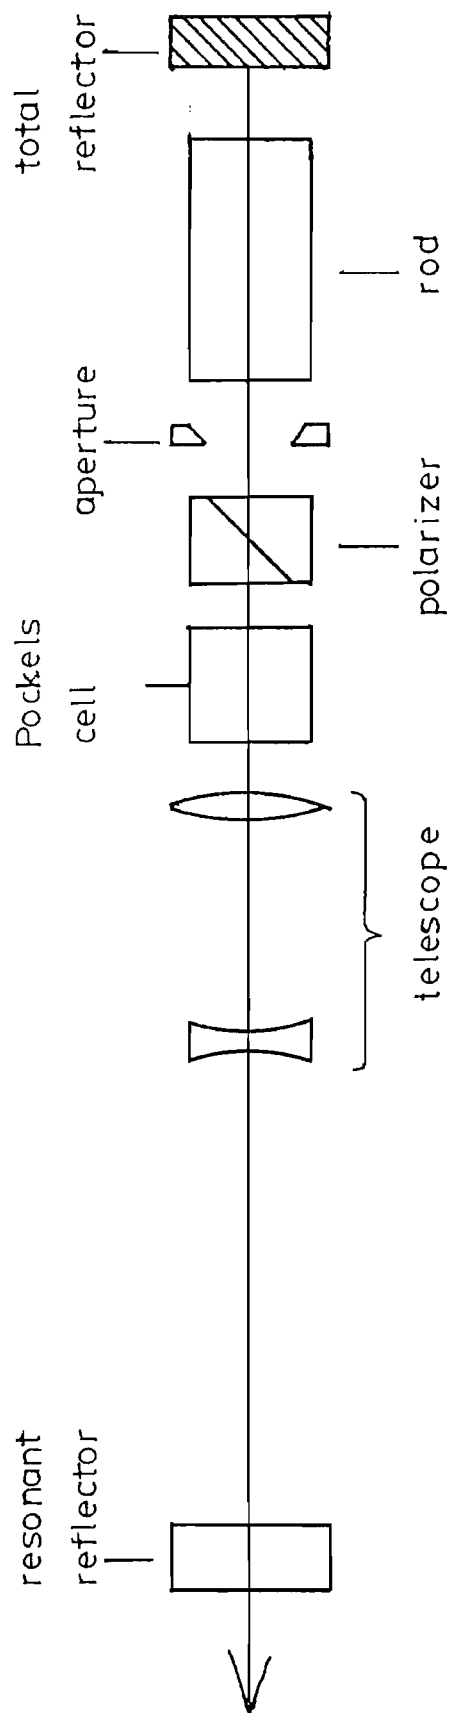 resonant
reflector
telescope
Pockels
cell
polarizer
aperture
rod
total
reflector